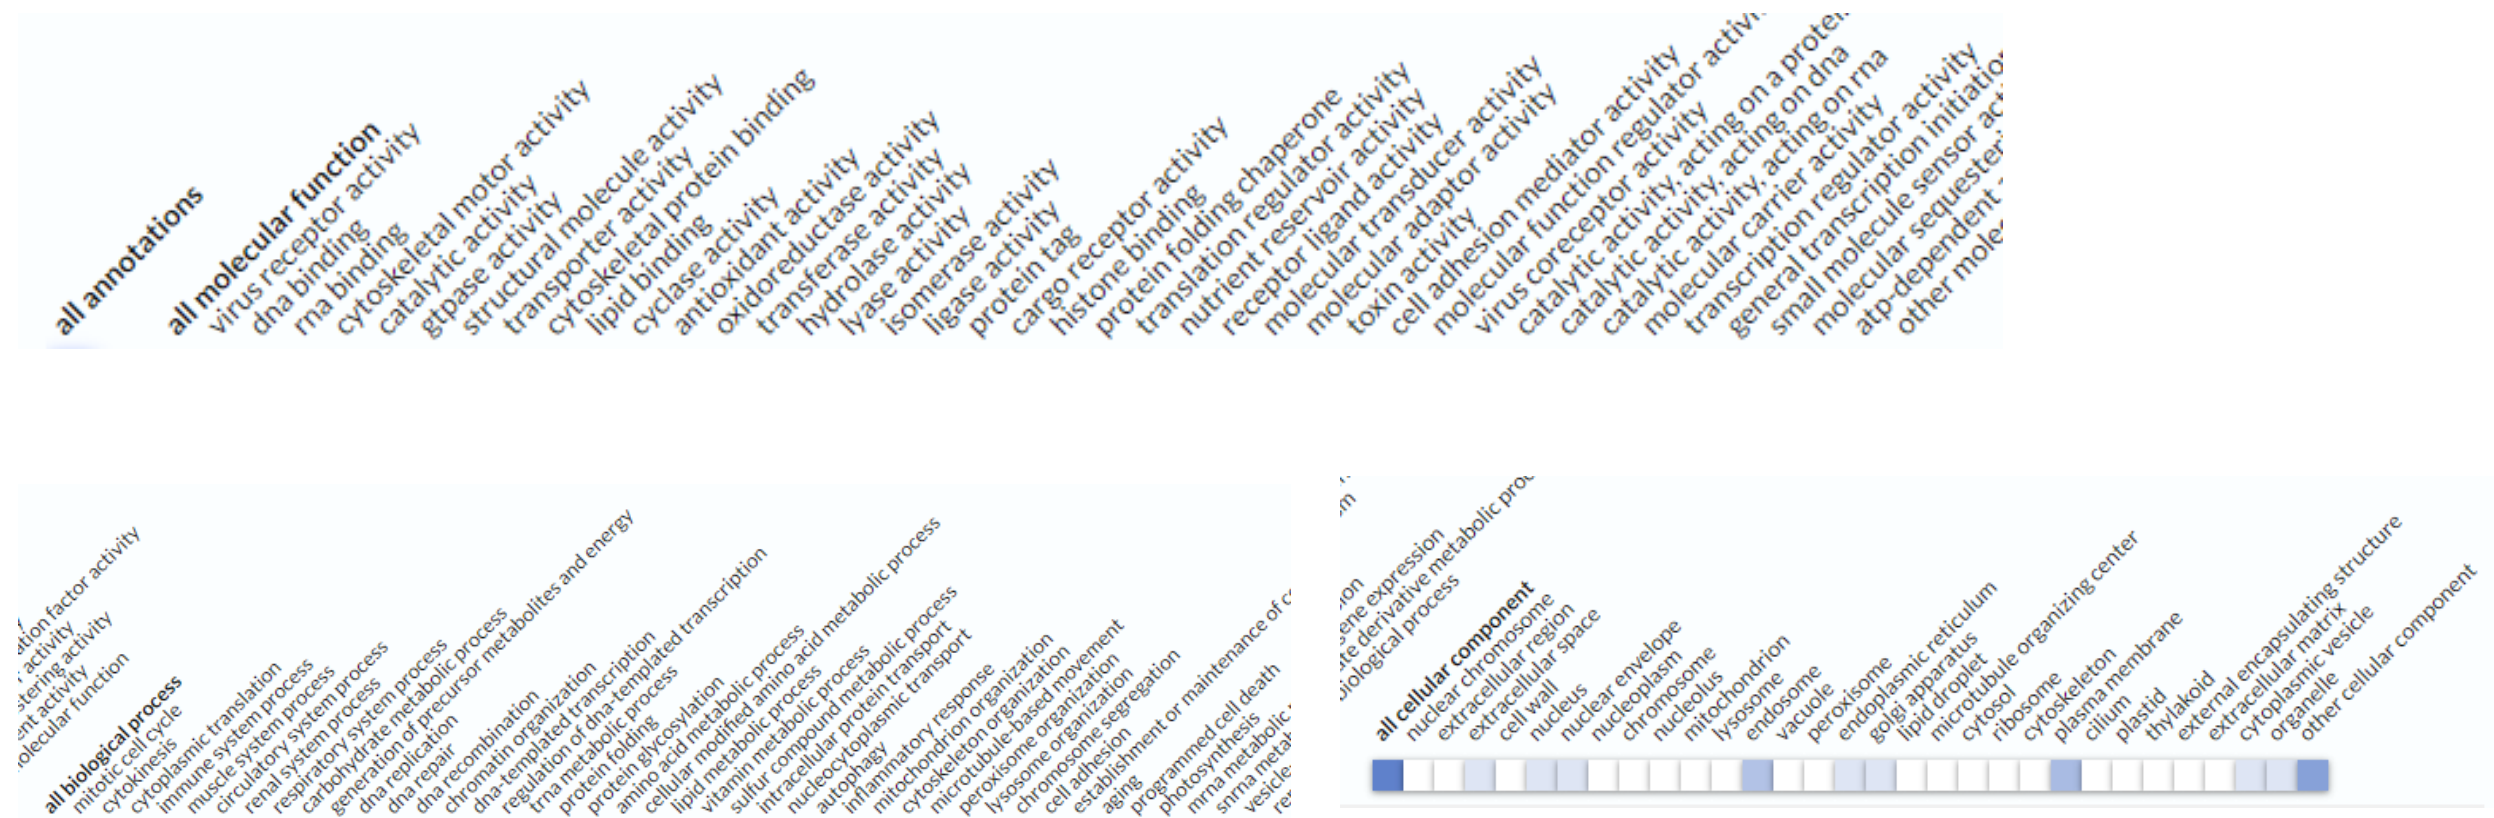 all annotations
all molecular function
virus receptor activity
dna binding
rna binding
cytoskeletal motor activity
catalytic activity
gtpase activity
structural molecule activity
transporter activity
cytoskeletal protein binding
lipid binding
cyclase activity
antioxidant activity
oxidoreductase activity
transferase activity
hydrolase activity
lyase activity
isomerase activity
ligase activity
protein tag
cargo receptor activity
histone binding
protein folding chaperone
translation regulator activity
nutrient reservoir activity
receptor ligand activity
molecular transducer activity
molecular adaptor activity
toxin activity
cell adhesion mediator activity
molecular function regulator activ
virus coreceptor activity
catalytic activity, acting on a protei
catalytic activity, acting on dna
catalytic activity, acting on rna
molecular carrier activity
transcription regulator activity
general transcription initiatio
small molecule sensor act
molecular sequesteri
atp-dependent
other mole
ation factor activity
activity
stering activity
ent activity
olecular function
all biological process
mitotic cell cycle
cytokinesis
cytoplasmic translation
immune system process
muscle system process
circulatory system process
renal system process
respiratory system process
carbohydrate metabolic process
generation of precursor metabolites and energy
dna replication
dna repair
dna recombination
chromatin organization
dna-templated transcription
regulation of dna-templated transcription
trna metabolic process
protein folding
protein glycosylation
amino acid metabolic process
cellular modified amino acid metabolic process
lipid metabolic process
vitamin metabolic process
sulfur compound metabolic process
intracellular protein transport
nucleocytoplasmic transport
autophagy
inflammatory response
mitochondrion organization
cytoskeleton organization
microtubule-based movement
peroxisome organization
lysosome organization
chromosome segregation
cell adhesion
establishment or maintenance of ce
aging
programmed cell death
photosynthesis
mrna metabolic
snrna metab
vesicle
ret
ion
ene expression
te derivative metabolic proc
biological process
all cellular component
nuclear chromosome
extracellular region
extracellular space
cell wall
nucleus
nuclear envelope
nucleoplasm
chromosome
nucleolus
mitochondrion
lysosome
endosome
vacuole
peroxisome
endoplasmic reticulum
golgi apparatus
lipid droplet
microtubule organizing center
cytosol
ribosome
cytoskeleton
plasma membrane
cilium
plastid
thylakoid
external encapsulating structure
extracellular matrix
cytoplasmic vesicle
organelle
other cellular component